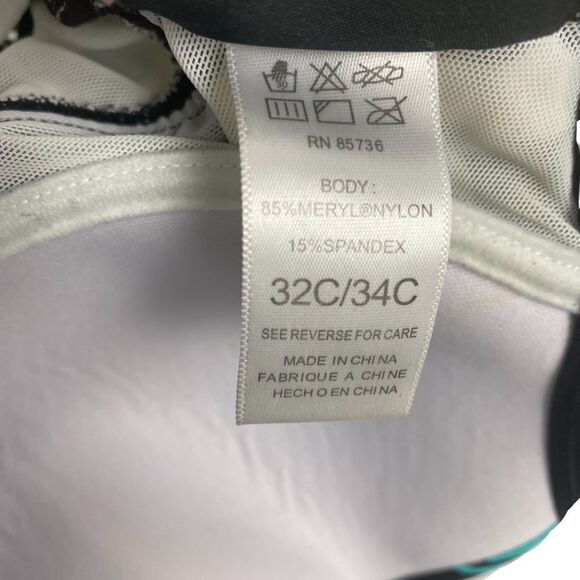 RN 85736
BODY:
85%MERYL®NYLON
15%SPANDEX
32C/34C
SEE REVERSE FOR CARE
MADE IN CHINA
FABRIQUE A CHINE
HECHO EN CHINA